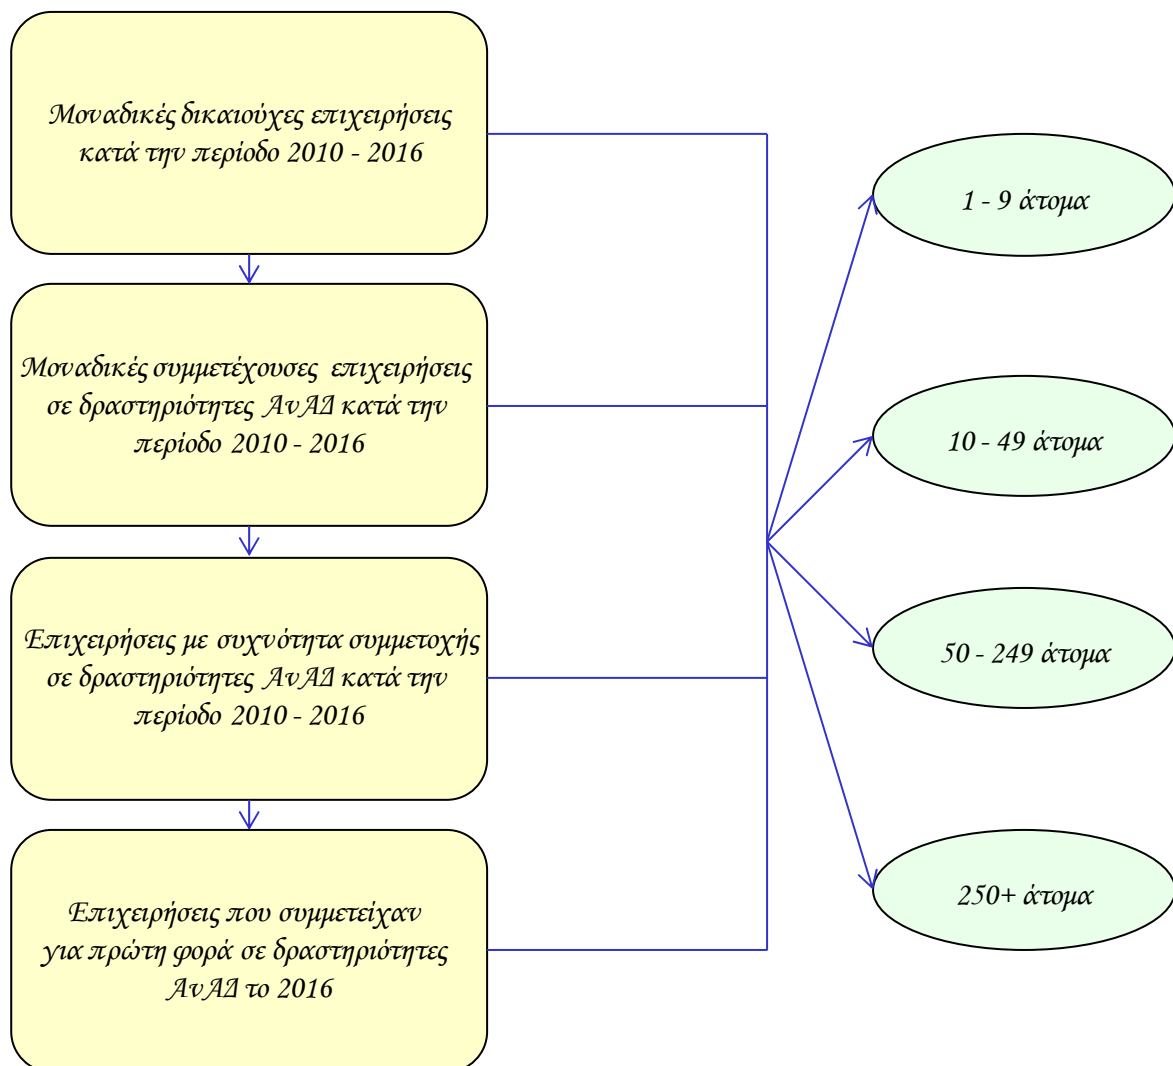 Μοναδικές δικαιούχες επιχειρήσεις
κατά την περίοδο 2010 - 2016
1 - 9 άτομα
Μοναδικές συμμετέχουσες επιχειρήσεις
σε δραστηριότητες ΑνΑΔ κατά την
περίοδο 2010 - 2016
10 - 49 άτομα
Επιχειρήσεις με συχνότητα συμμετοχής
σε δραστηριότητες ΑνΑΔ κατά την
περίοδο 2010 - 2016
50 - 249 άτομα
Επιχειρήσεις που συμμετείχαν
για πρώτη φορά σε δραστηριότητες
ΑνΑΔ το 2016
250+ άτομα